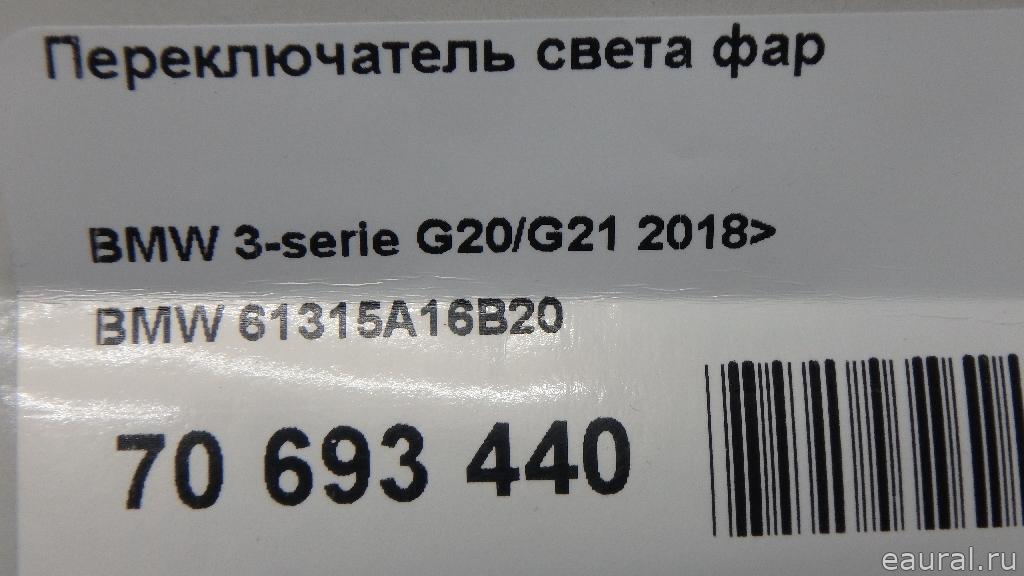 Переключатель света фар
BMW 3-serie G20/G21 2018>
BMW 61315A16B20
70 693 440
eaural.ru